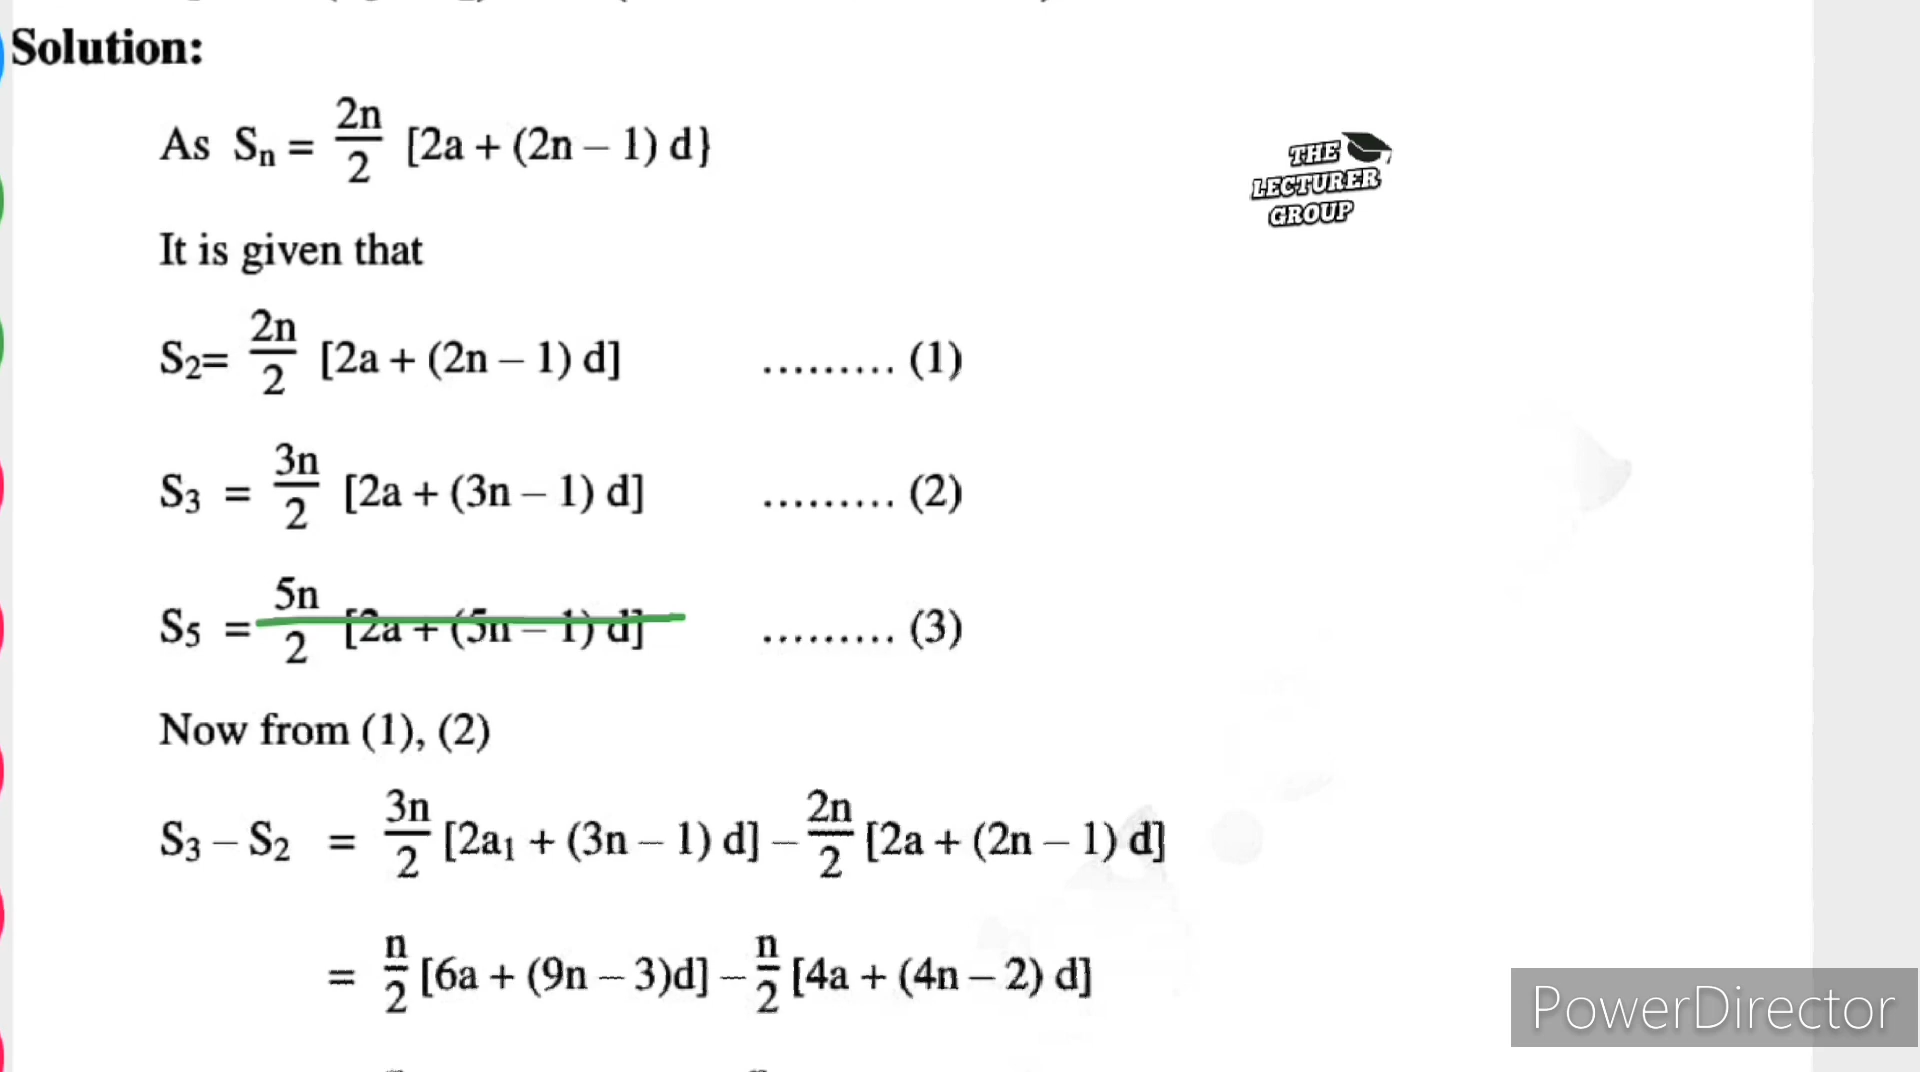 Solution:
As Sn = 2n/2 [2a + (2n – 1) d}
THE
LECTURER
GROUP
It is given that
S2= 2n/2 [2a + (2n – 1) d] ......... (1)
S3 = 3n/2 [2a + (3n – 1) d] ......... (2)
S5 = 5n/2 [2a + (5n – 1) d] ......... (3)
Now from (1), (2)
S3 – S2 = 3n/2 [2a1 + (3n – 1) d] – 2n/2 [2a + (2n – 1) d]
= n/2 [6a + (9n – 3)d] – n/2 [4a + (4n – 2) d]
PowerDirector